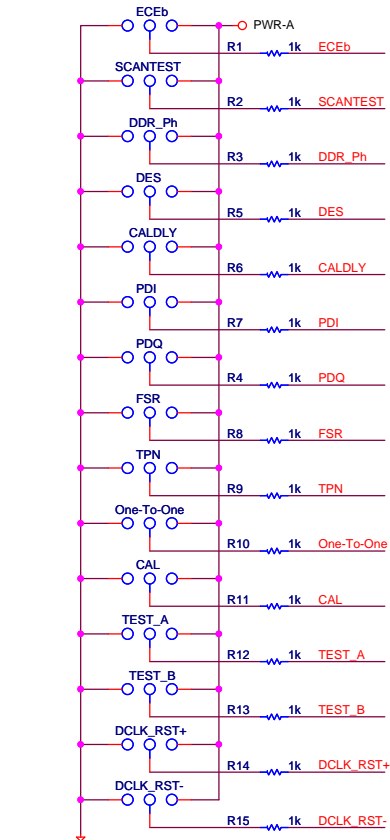 ECEb
PWR-A
R1 1k ECEb
SCANTEST
R2 1k SCANTEST
DDR_Ph
R3 1k DDR_Ph
DES
R5 1k DES
CALDLY
R6 1k CALDLY
PDI
R7 1k PDI
PDQ
R4 1k PDQ
FSR
R8 1k FSR
TPN
R9 1k TPN
One-To-One
R10 1k One-To-One
CAL
R11 1k CAL
TEST_A
R12 1k TEST_A
TEST_B
R13 1k TEST_B
DCLK_RST+
R14 1k DCLK_RST+
DCLK_RST-
R15 1k DCLK_RST-